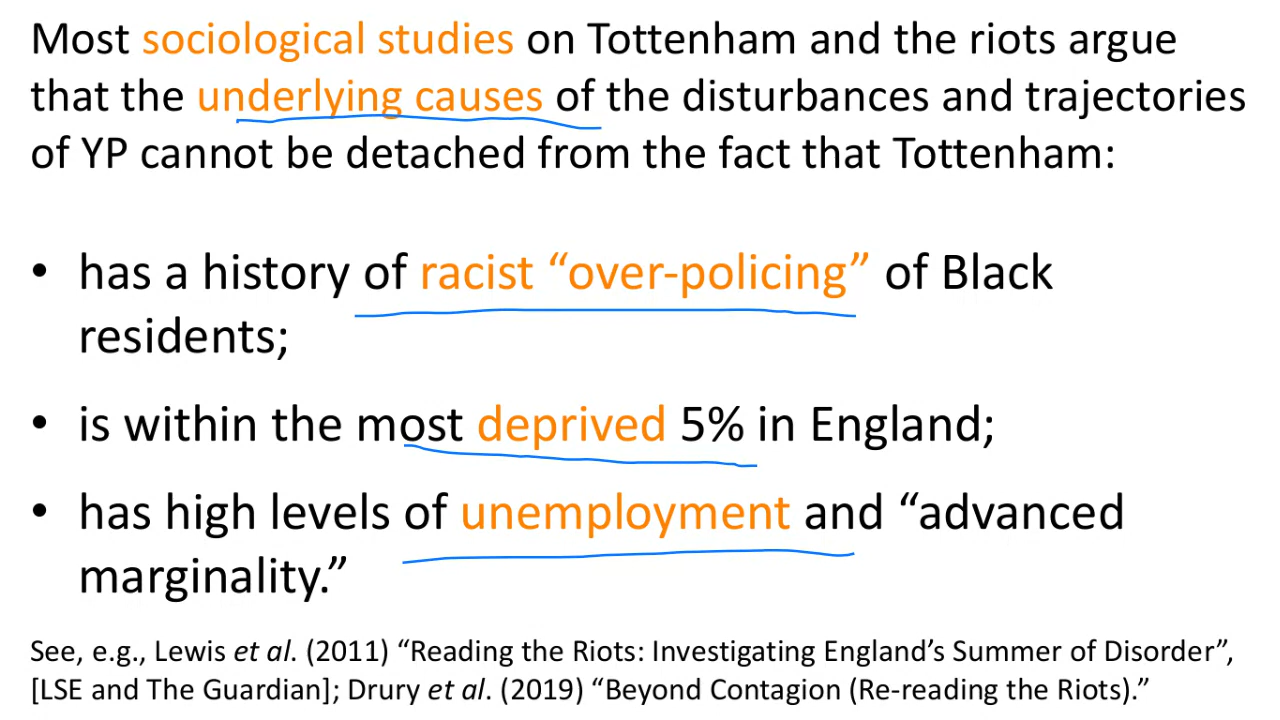 Most sociological studies on Tottenham and the riots argue
that the underlying causes of the disturbances and trajectories
of YP cannot be detached from the fact that Tottenham:
• has a history of racist “over-policing” of Black
residents;
• is within the most deprived 5% in England;
• has high levels of unemployment and “advanced
marginality.”
See, e.g., Lewis et al. (2011) “Reading the Riots: Investigating England’s Summer of Disorder”,
[LSE and The Guardian]; Drury et al. (2019) “Beyond Contagion (Re-reading the Riots).”